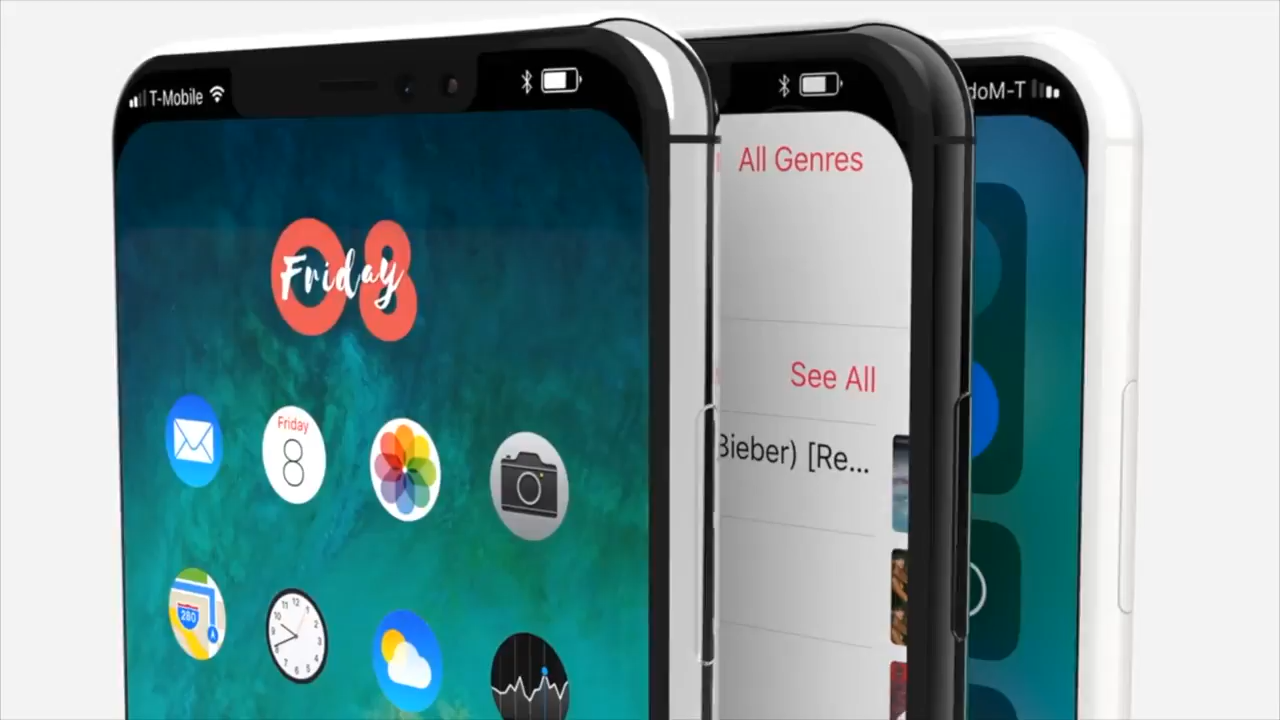 T-Mobile
08
Friday
Friday
8
280
All Genres
See All
Bieber) [Re...
doM-T